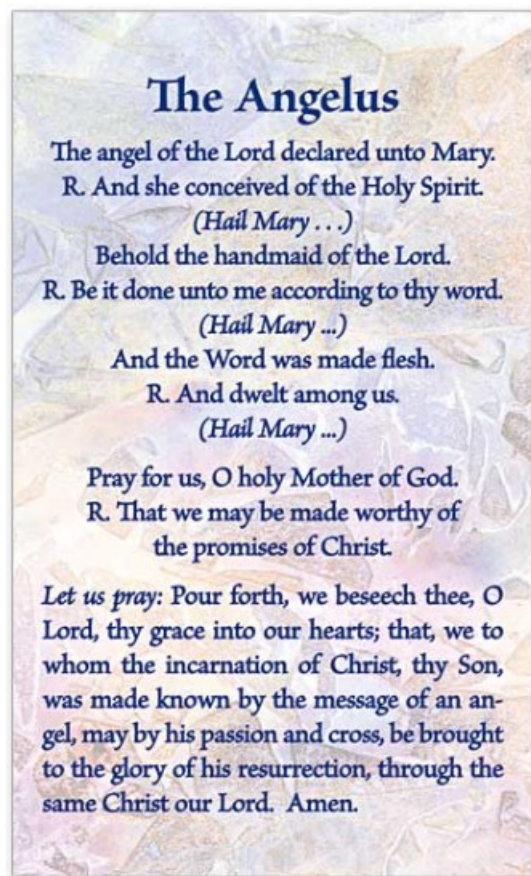 The Angelus
The angel of the Lord declared unto Mary.
R. And she conceived of the Holy Spirit.
(Hail Mary . . .)
Behold the handmaid of the Lord.
R. Be it done unto me according to thy word.
(Hail Mary ...)
And the Word was made flesh.
R. And dwelt among us.
(Hail Mary ...)
Pray for us, O holy Mother of God.
R. That we may be made worthy of
the promises of Christ.
Let us pray: Pour forth, we beseech thee, O
Lord, thy grace into our hearts; that, we to
whom the incarnation of Christ, thy Son,
was made known by the message of an an-
gel, may by his passion and cross, be brought
to the glory of his resurrection, through the
same Christ our Lord. Amen.